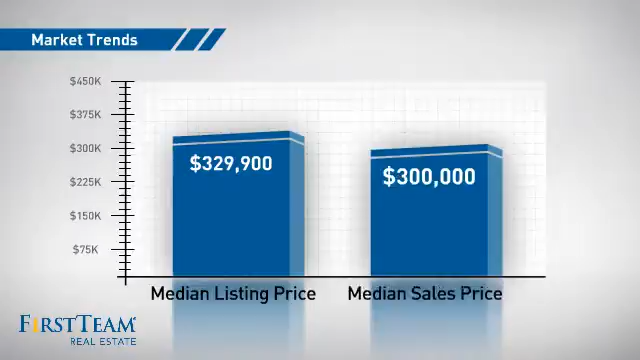 Market Trends
$450K
$375K
$300K
$225K
$150K
$75K
$329,900
$300,000
Median Listing Price
Median Sales Price
FIRSTTEAM®
REAL ESTATE